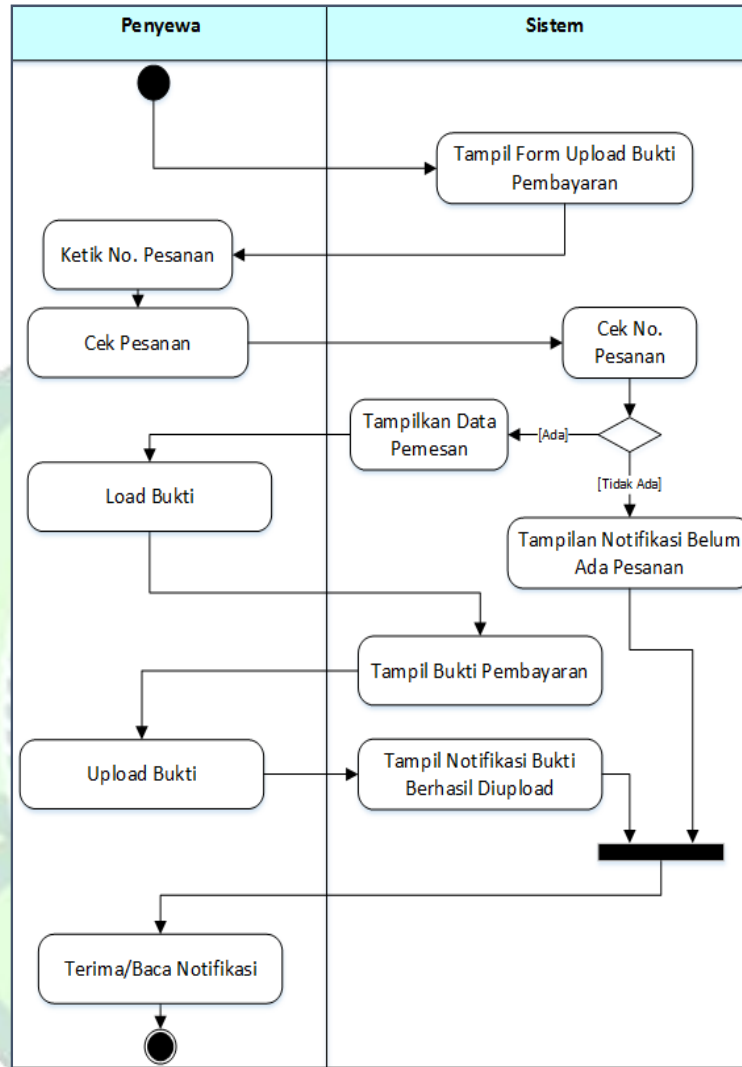 Penyewa
Sistem
Tampil Form Upload Bukti
Pembayaran
Ketik No. Pesanan
Cek Pesanan
Cek No.
Pesanan
[Ada]
Tampilkan Data
Pemesan
[Tidak Ada]
Load Bukti
Tampilan Notifikasi Belum
Ada Pesanan
Tampil Bukti Pembayaran
Upload Bukti
Tampil Notifikasi Bukti
Berhasil Diupload
Terima/Baca Notifikasi